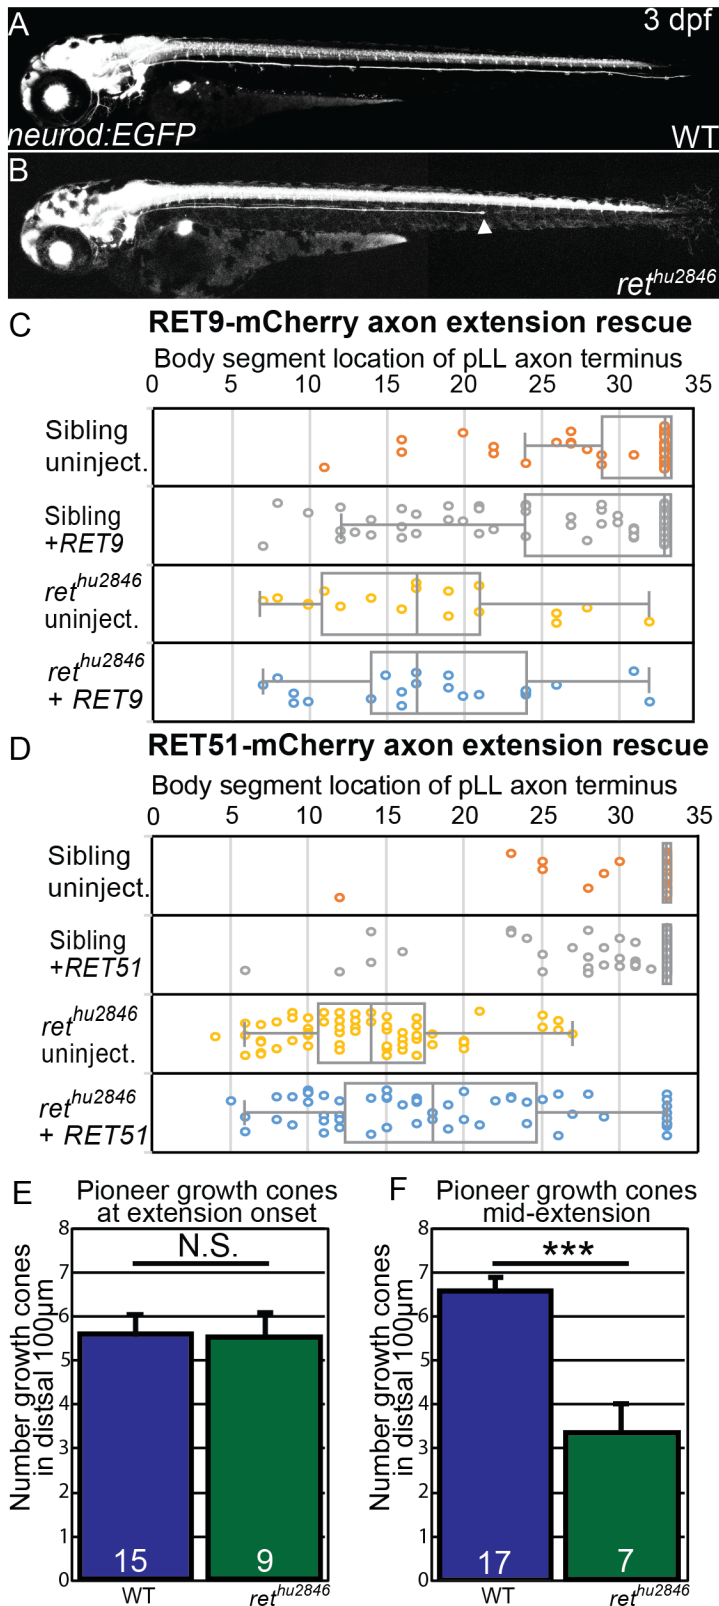 A
3 dpf
neurod:EGFP
WT
B
ret hu2846
C
RET9-mCherry axon extension rescue
Body segment location of pLL axon terminus
0 5 10 15 20 25 30 35
Sibling
uninject.
Sibling
+RET9
ret hu2846
uninject.
ret hu2846
+ RET9
D
RET51-mCherry axon extension rescue
Body segment location of pLL axon terminus
0 5 10 15 20 25 30 35
Sibling
uninject.
Sibling
+RET51
ret hu2846
uninject.
ret hu2846
+ RET51
E
Pioneer growth cones
at extension onset
Number growth cones
in distsal 100µm
8
7
6
5
4
3
2
1
0
N.S.
15
9
WT
ret hu2846
F
Pioneer growth cones
mid-extension
Number growth cones
in distsal 100µm
8
7
6
5
4
3
2
1
0
***
17
7
WT
ret hu2846